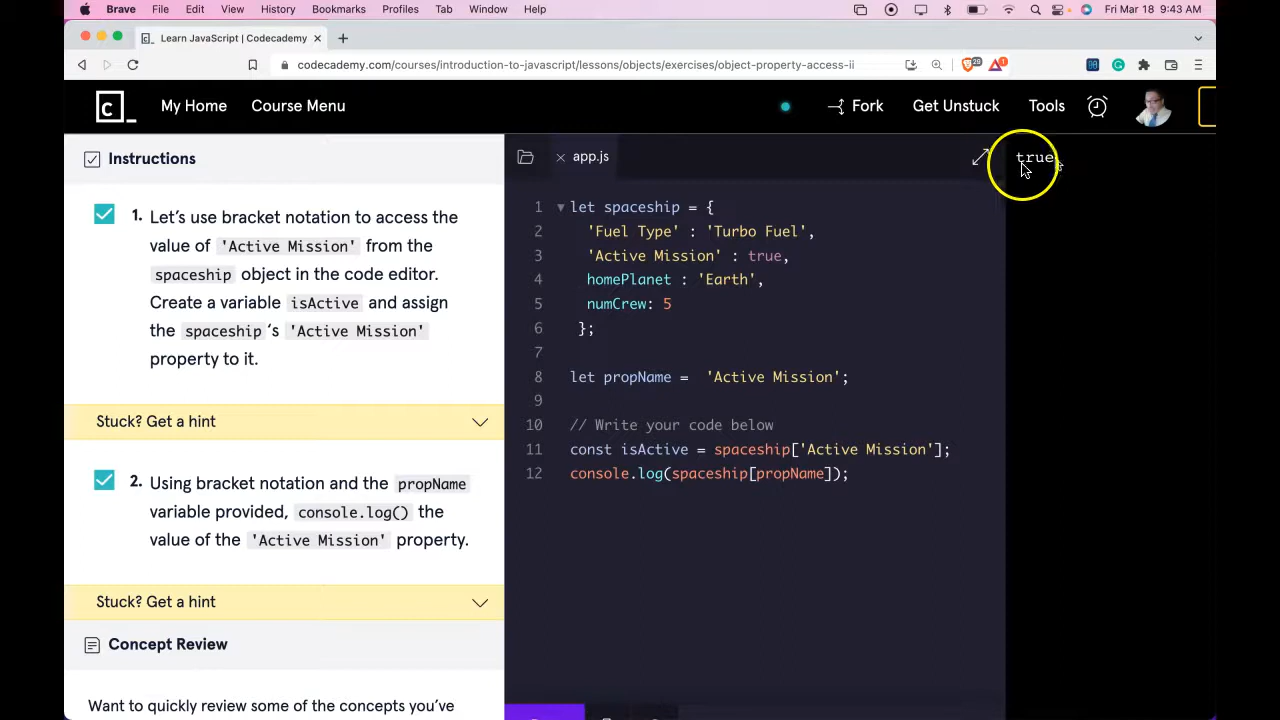 Brave File Edit View History Bookmarks Profiles Tab Window Help Fri Mar 18 9:43 AM
Learn JavaScript | Codecademy
codecademy.com/courses/introduction-to-javascript/lessons/objects/exercises/object-property-access-ii
My Home Course Menu Fork Get Unstuck Tools
Instructions
1. Let's use bracket notation to access the
value of 'Active Mission' from the
spaceship object in the code editor.
Create a variable isActive and assign
the spaceship 's 'Active Mission'
property to it.
Stuck? Get a hint
2. Using bracket notation and the propName
variable provided, console.log() the
value of the 'Active Mission' property.
Stuck? Get a hint
Concept Review
Want to quickly review some of the concepts you've
app.js
1 let spaceship = {
2 'Fuel Type' : 'Turbo Fuel',
3 'Active Mission' : true,
4 homePlanet : 'Earth',
5 numCrew: 5
6 };
7
8 let propName =  'Active Mission';
9
10 // Write your code below
11 const isActive = spaceship['Active Mission'];
12 console.log(spaceship[propName]);
true